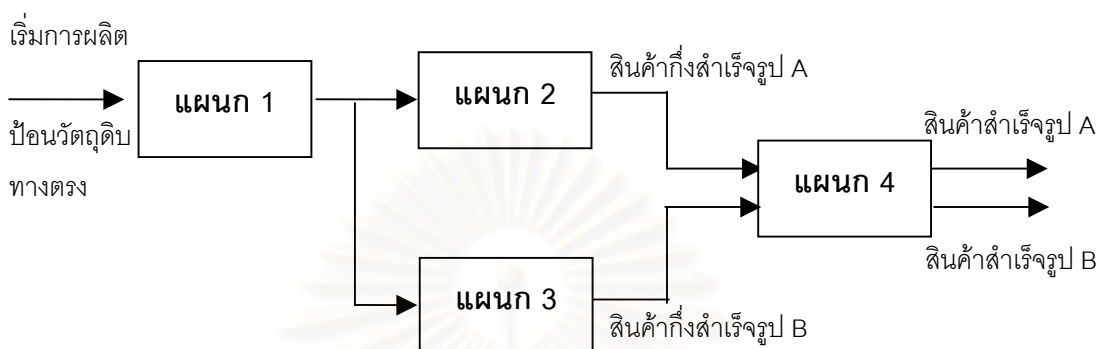 เริ่มการผลิต
ป้อนวัตถุดิบ
ทางตรง
แผนก 1
แผนก 2
สินค้ากึ่งสำเร็จรูป A
แผนก 3
สินค้ากึ่งสำเร็จรูป B
แผนก 4
สินค้าสำเร็จรูป A
สินค้าสำเร็จรูป B